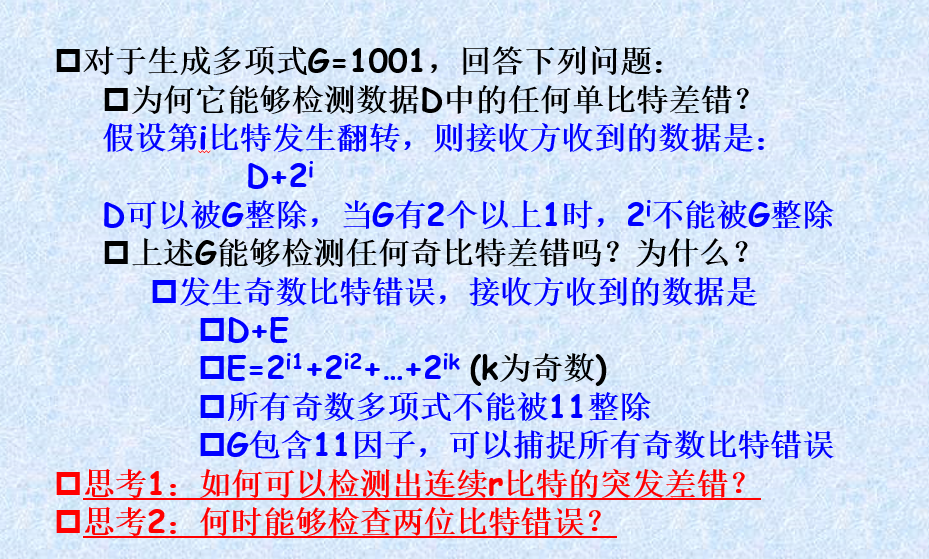 对于生成多项式G=1001，回答下列问题：
为何它能够检测数据D中的任何单比特差错？
假设第i比特发生翻转，则接收方收到的数据是：
D+2ⁱ
D可以被G整除，当G有2个以上1时，2ⁱ不能被G整除
上述G能够检测任何奇比特差错吗？为什么？
发生奇数比特错误，接收方收到的数据是
D+E
E=2ⁱ¹+2ⁱ²+…+2ⁱᵏ (k为奇数)
所有奇数多项式不能被11整除
G包含11因子，可以捕捉所有奇数比特错误
思考1：如何可以检测出连续r比特的突发差错？
思考2：何时能够检查两位比特错误？